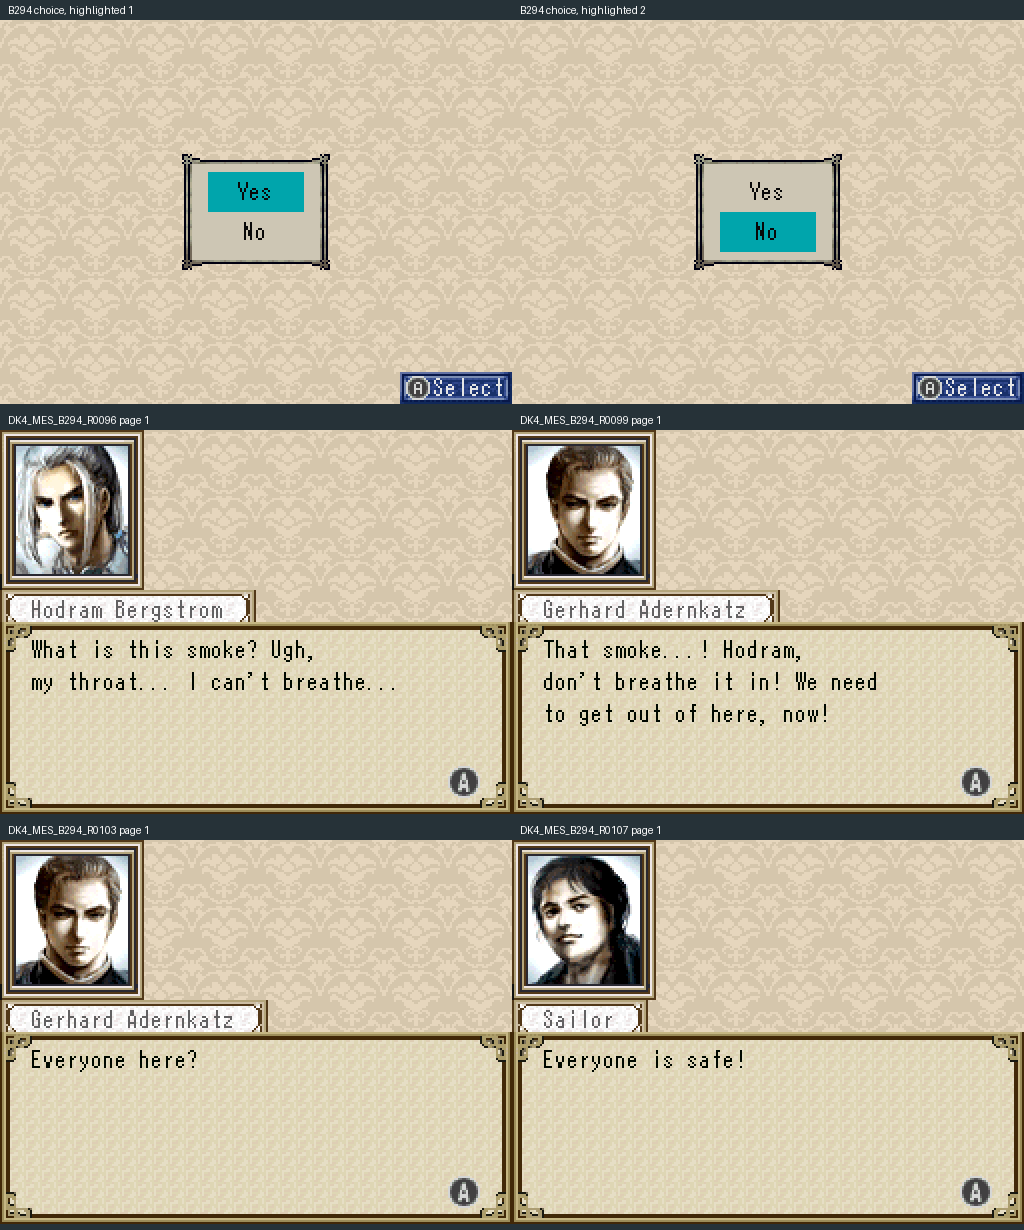 B294 choice, highlighted 1
B294 choice, highlighted 2
Yes
No
Yes
No
A Select
A Select
DK4_MES_B294_R0096 page 1
DK4_MES_B294_R0099 page 1
Hodram Bergstrom
What is this smoke? Ugh,
my throat... I can't breathe...
A
Gerhard Adernkatz
That smoke...! Hodram,
don't breathe it in! We need
to get out of here, now!
A
DK4_MES_B294_R0103 page 1
DK4_MES_B294_R0107 page 1
Gerhard Adernkatz
Everyone here?
A
Sailor
Everyone is safe!
A